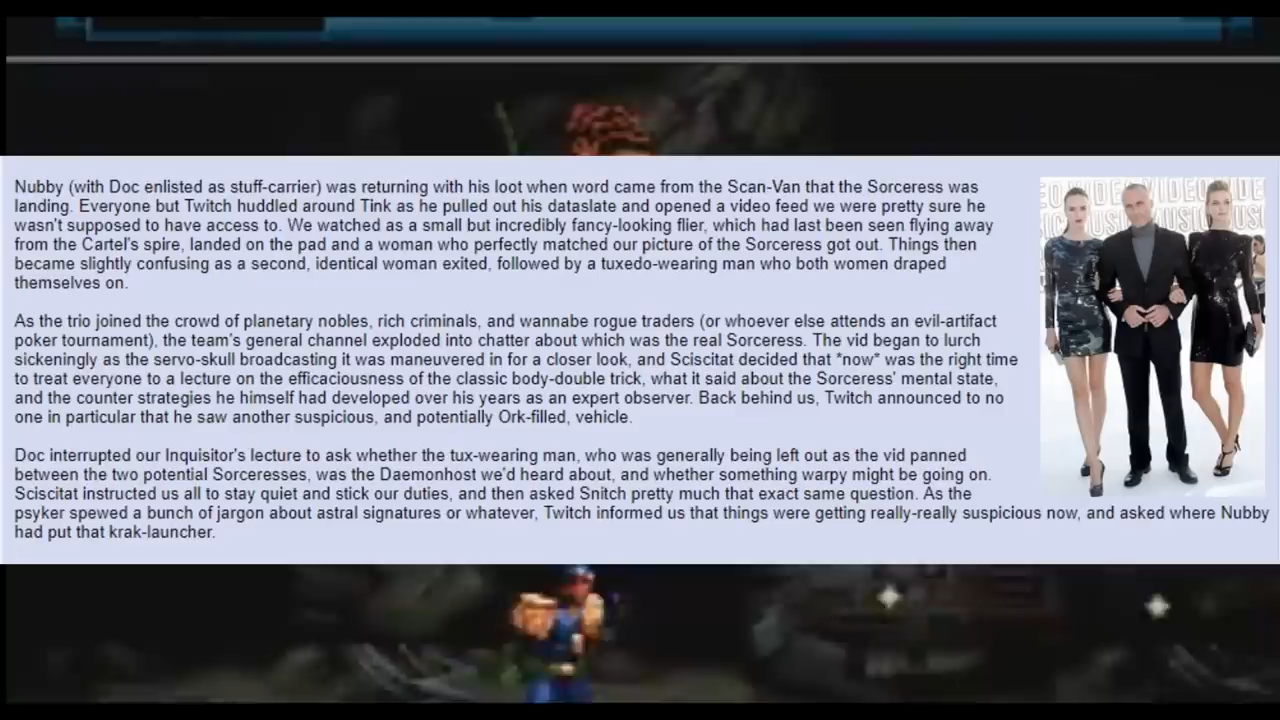 Nubby (with Doc enlisted as stuff-carrier) was returning with his loot when word came from the Scan-Van that the Sorceress was
landing. Everyone but Twitch huddled around Tink as he pulled out his dataslate and opened a video feed we were pretty sure he
wasn't supposed to have access to. We watched as a small but incredibly fancy-looking flier, which had last been seen flying away
from the Cartel's spire, landed on the pad and a woman who perfectly matched our picture of the Sorceress got out. Things then
became slightly confusing as a second, identical woman exited, followed by a tuxedo-wearing man who both women draped
themselves on.
As the trio joined the crowd of planetary nobles, rich criminals, and wannabe rogue traders (or whoever else attends an evil-artifact
poker tournament), the team's general channel exploded into chatter about which was the real Sorceress. The vid began to lurch
sickeningly as the servo-skull broadcasting it was maneuvered in for a closer look, and Sciscitat decided that *now* was the right time
to treat everyone to a lecture on the efficaciousness of the classic body-double trick, what it said about the Sorceress' mental state,
and the counter strategies he himself had developed over his years as an expert observer. Back behind us, Twitch announced to no
one in particular that he saw another suspicious, and potentially Ork-filled, vehicle.
Doc interrupted our Inquisitor's lecture to ask whether the tux-wearing man, who was generally being left out as the vid panned
between the two potential Sorceresses, was the Daemonhost we'd heard about, and whether something warpy might be going on.
Sciscitat instructed us all to stay quiet and stick our duties, and then asked Snitch pretty much that exact same question. As the
psyker spewed a bunch of jargon about astral signatures or whatever, Twitch informed us that things were getting really-really suspicious now, and asked where Nubby
had put that krak-launcher.